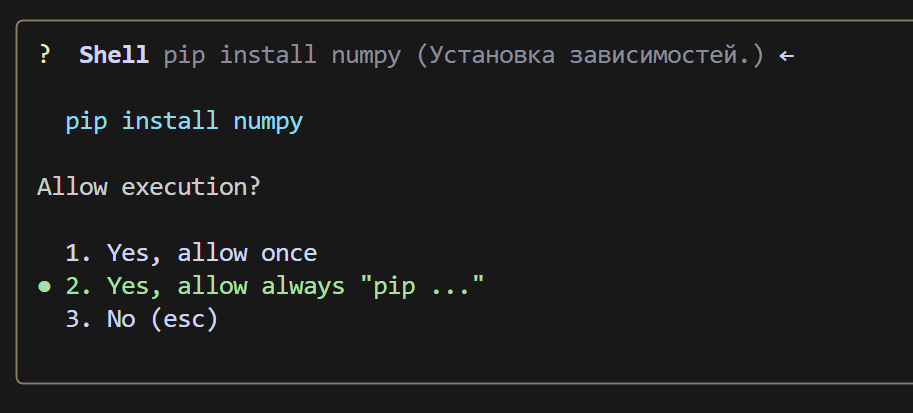 ? Shell pip install numpy (Установка зависимостей.) ←
pip install numpy
Allow execution?
1. Yes, allow once
● 2. Yes, allow always "pip ..."
3. No (esc)